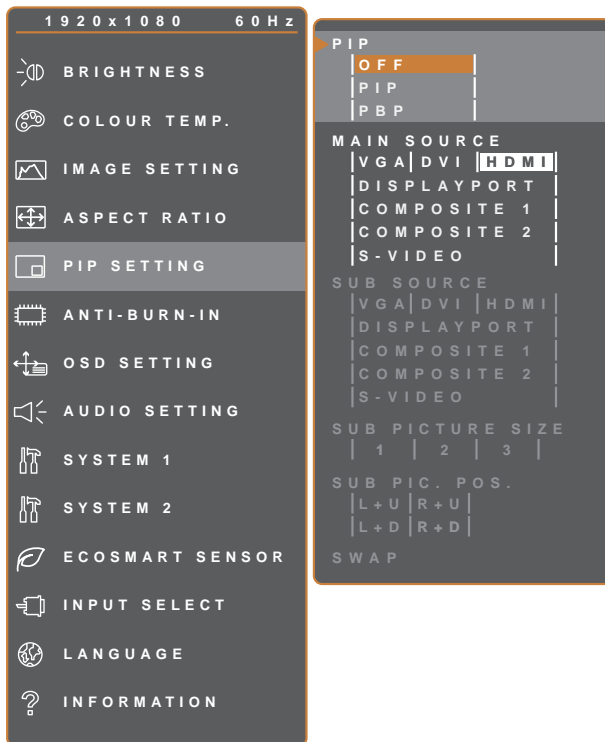 1920x1080 60Hz
BRIGHTNESS
COLOUR TEMP.
IMAGE SETTING
ASPECT RATIO
PIP SETTING
ANTI-BURN-IN
OSD SETTING
AUDIO SETTING
SYSTEM 1
SYSTEM 2
ECOSMART SENSOR
INPUT SELECT
LANGUAGE
INFORMATION
PIP
OFF
PIP
PBP
MAIN SOURCE
VGA DVI HDMI
DISPLAYPORT
COMPOSITE 1
COMPOSITE 2
S-VIDEO
SUB SOURCE
VGA DVI HDMI
DISPLAYPORT
COMPOSITE 1
COMPOSITE 2
S-VIDEO
SUB PICTURE SIZE
1 2 3
SUB PIC. POS.
L+U R+U
L+D R+D
SWAP